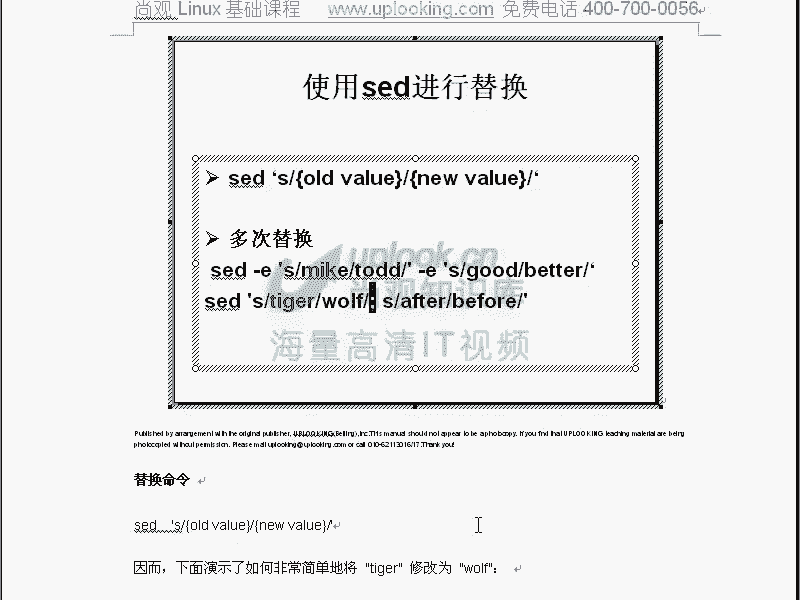 尚观 Linux 基础课程 www.uplooking.com 免费电话 400-700-0056
使用sed进行替换
➢ sed ‘s/{old value}/{new value}/‘
➢ 多次替换
sed -e 's/mike/todd/' -e 's/good/better/‘
sed 's/tiger/wolf/; s/after/before/'
uplook.cn
尚观知识库
海量高清IT视频
Published by arrangement with the original publisher, UPLOOKING(Beijing),Inc.This manual should not appear to be a photocopy. If you find that UPLOOKING teaching material are being
photocopied without permission. Please mail uplooking@uplooking.com or call 010-62113016/17.Thank you!
替换命令
sed 's/{old value}/{new value}/'
因而，下面演示了如何非常简单地将 "tiger" 修改为 "wolf"：